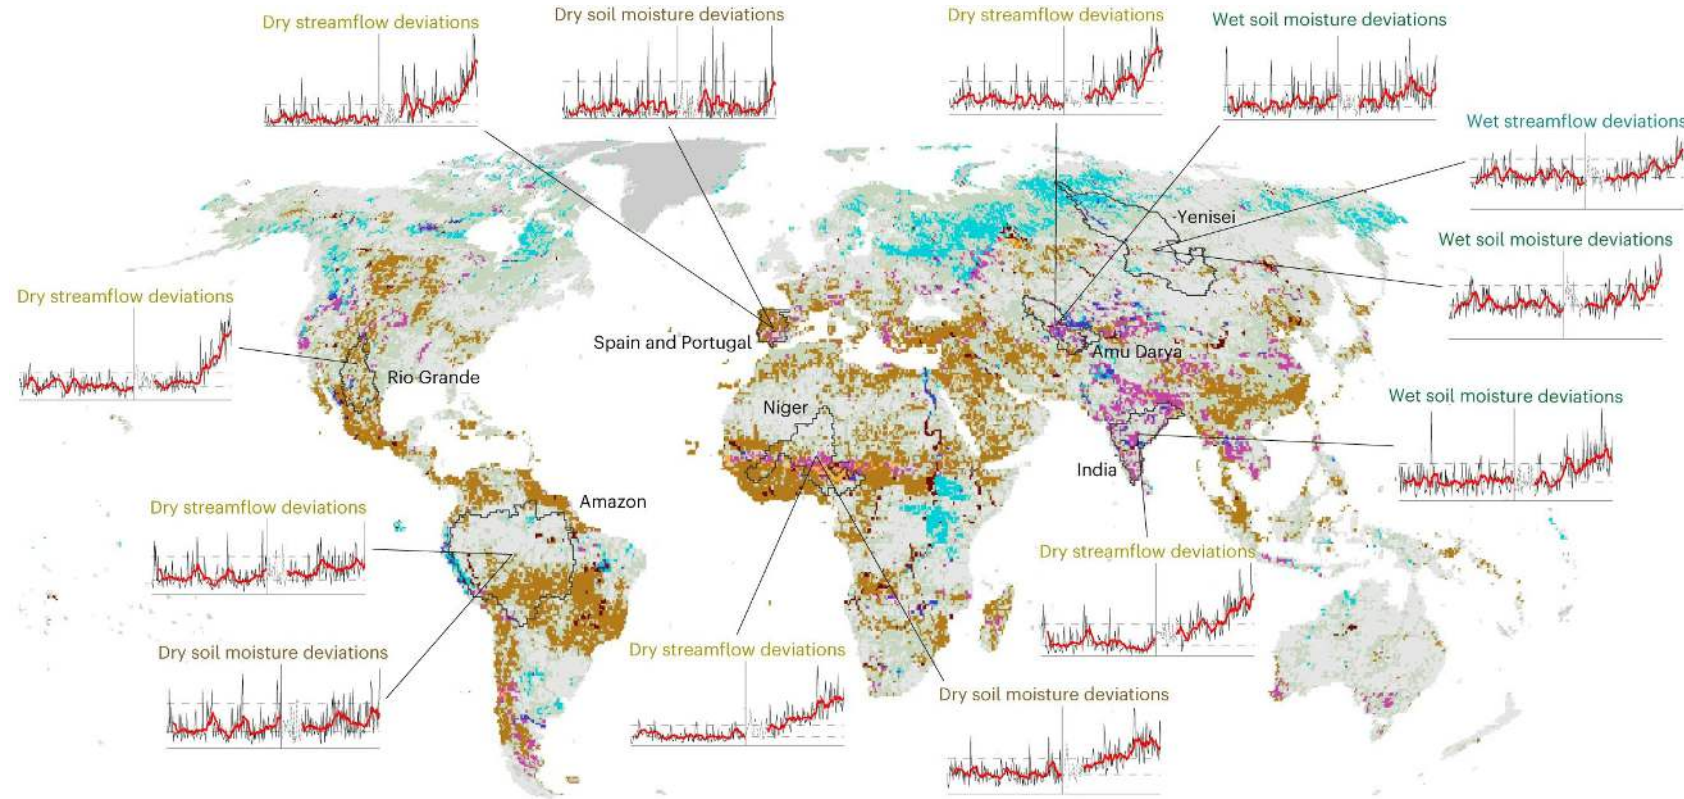 Dry streamflow deviations
Dry soil moisture deviations
Dry streamflow deviations
Wet soil moisture deviations
Wet streamflow deviations
Yenisei
Wet soil moisture deviations
Dry streamflow deviations
Spain and Portugal
Amu Darya
Rio Grande
Niger
Wet soil moisture deviations
India
Amazon
Dry streamflow deviations
Dry streamflow deviations
Dry soil moisture deviations
Dry streamflow deviations
Dry soil moisture deviations